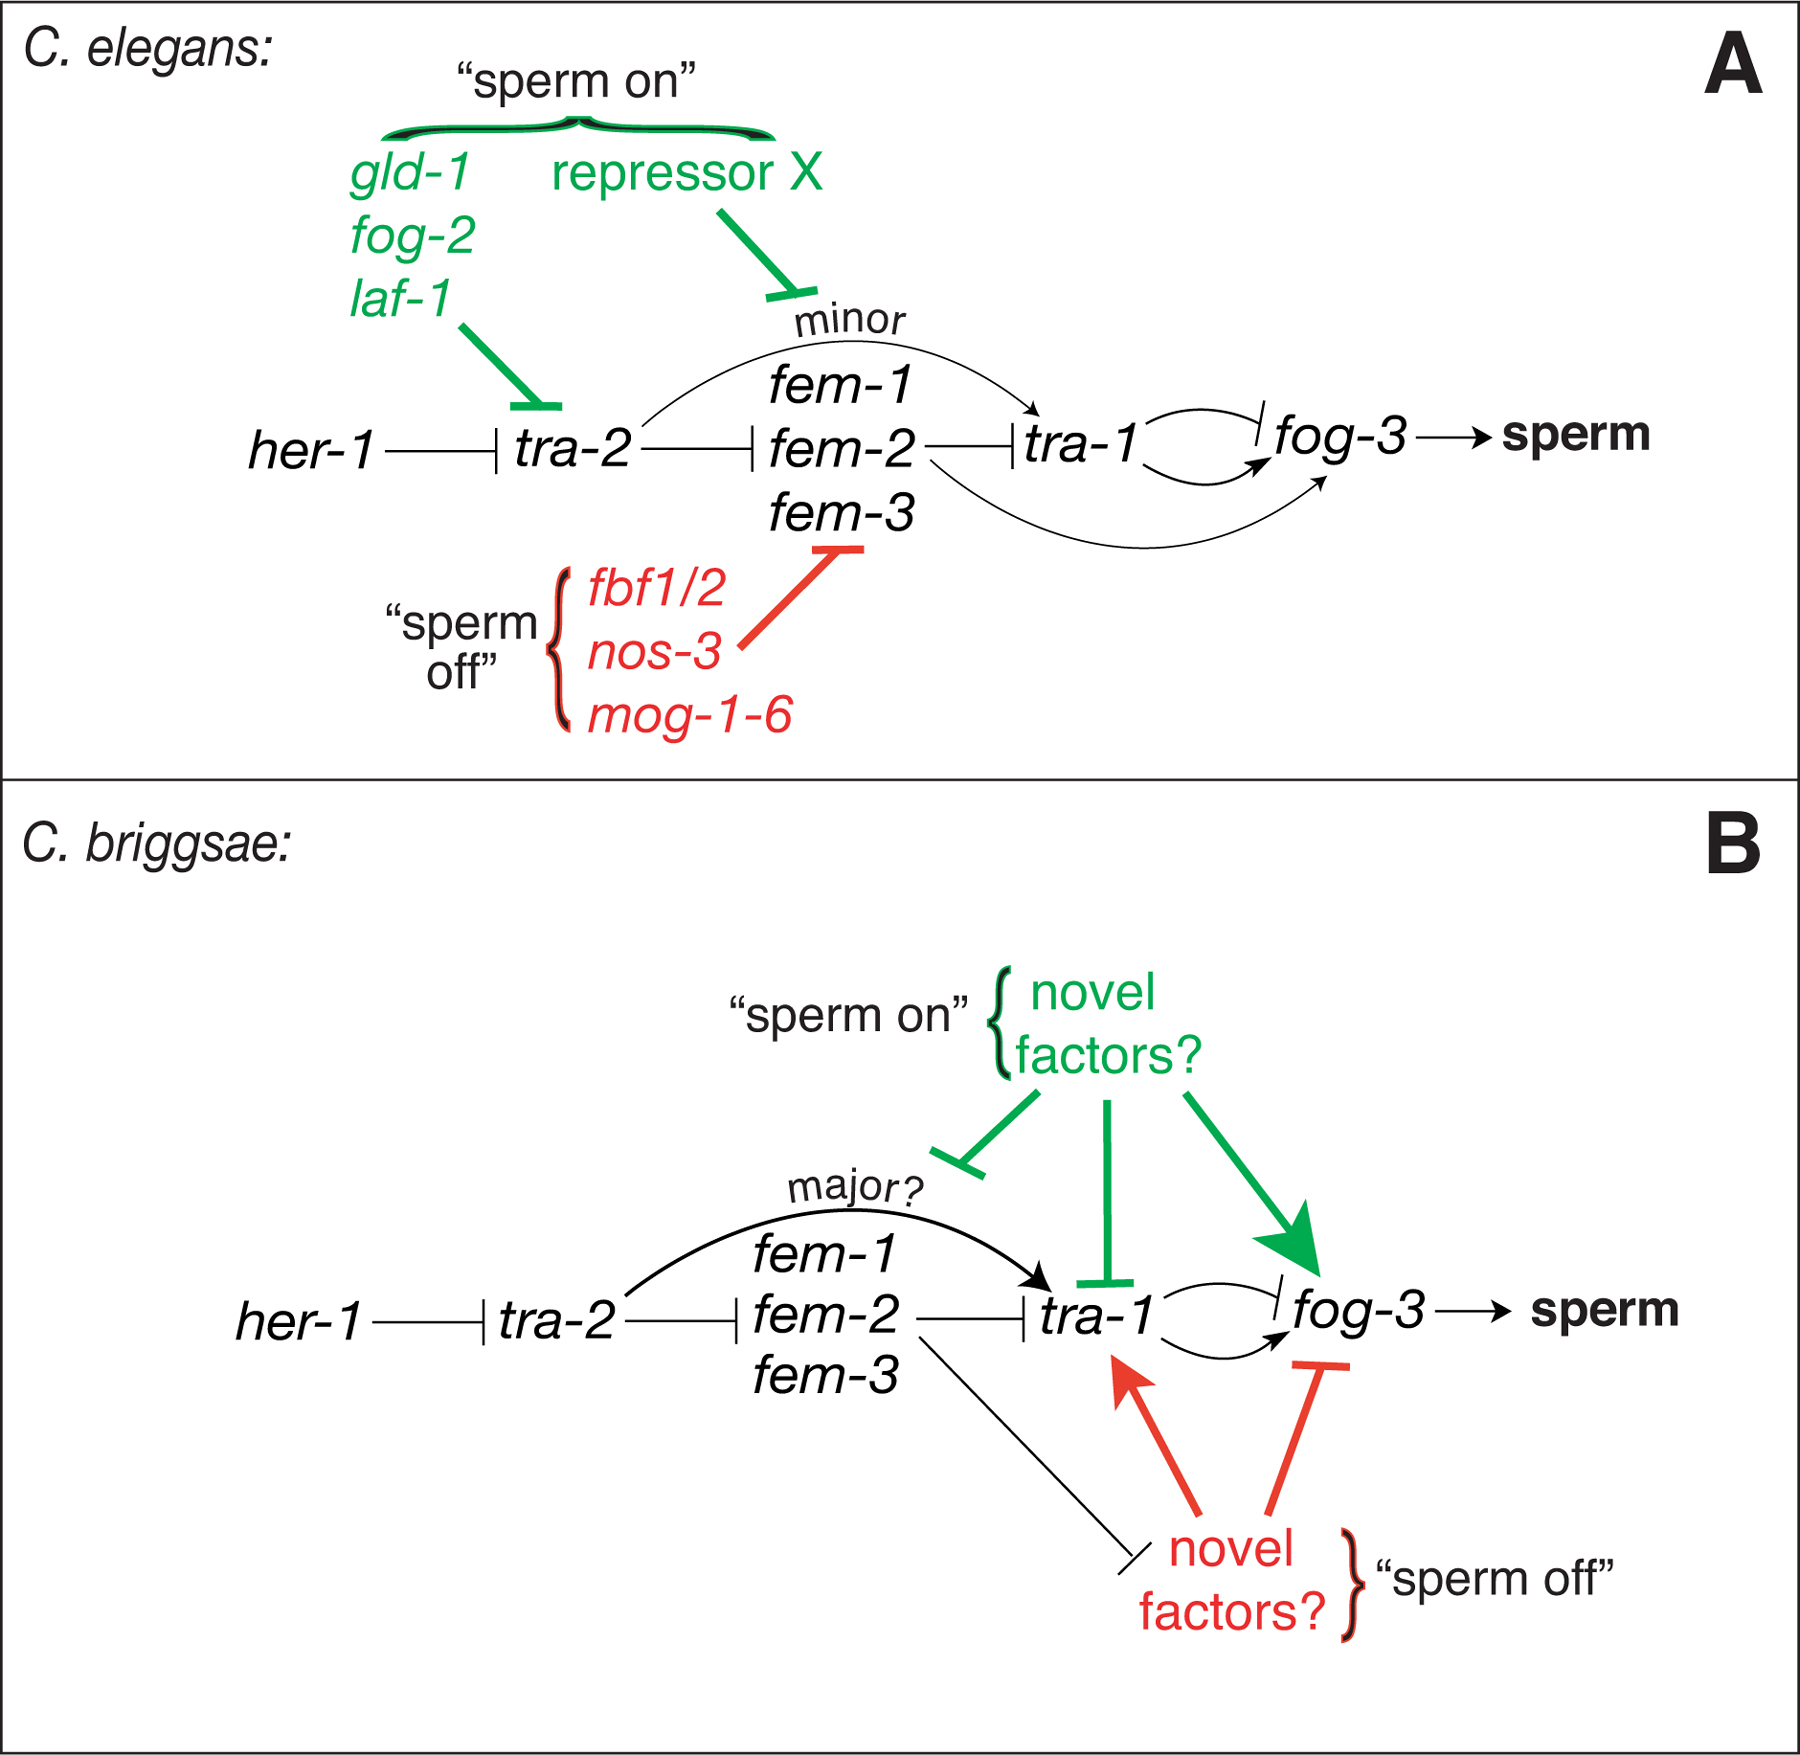 C. elegans:
A
“sperm on”
gld-1
repressor X
fog-2
laf-1
minor
fem-1
her-1 tra-2 fem-2 tra-1 fog-3 sperm
fem-3
“sperm
off”
fbf1/2
nos-3
mog-1-6
C. briggsae:
B
“sperm on”
novel
factors?
major?
fem-1
her-1 tra-2 fem-2 tra-1 fog-3 sperm
fem-3
novel
factors?
“sperm off”